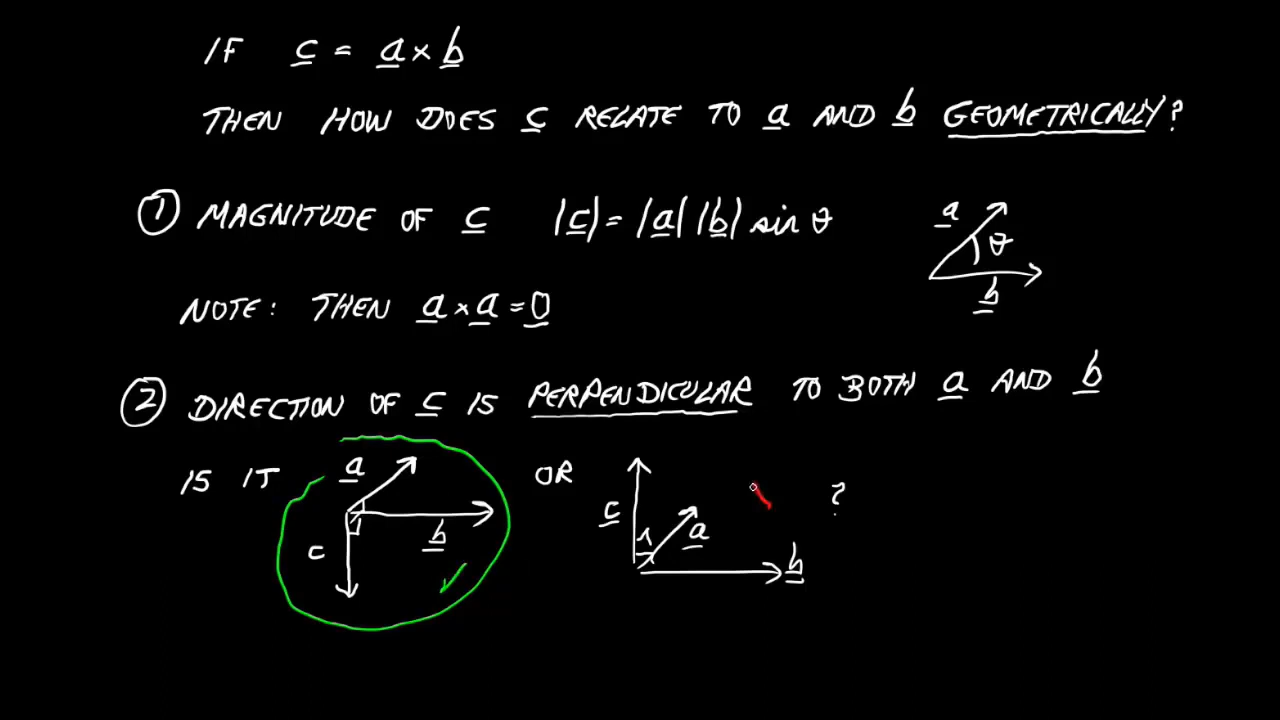 IF c = a × b
THEN HOW DOES c RELATE TO a AND b GEOMETRICALLY?
① MAGNITUDE OF c |c| = |a| |b| sin θ
a
θ
b
NOTE: THEN a × a = 0
② DIRECTION OF c IS PERPENDICULAR TO BOTH a AND b
IS IT
a
b
c
OR
c
a
b
?